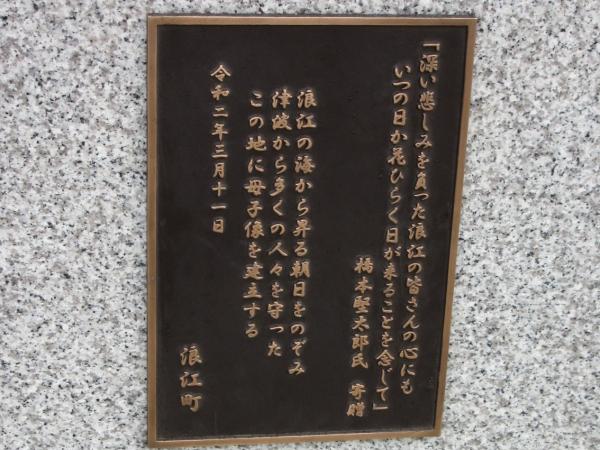 「深い悲しみを負った浪江の皆さんの心にも
いつの日か花ひらく日が来ることを念じて」
橋本堅太郎氏 寄贈
浪江の海から昇る朝日をのぞみ
津波から多くの人々を守った
この地に母子像を建立する
令和二年三月十一日
浪江町